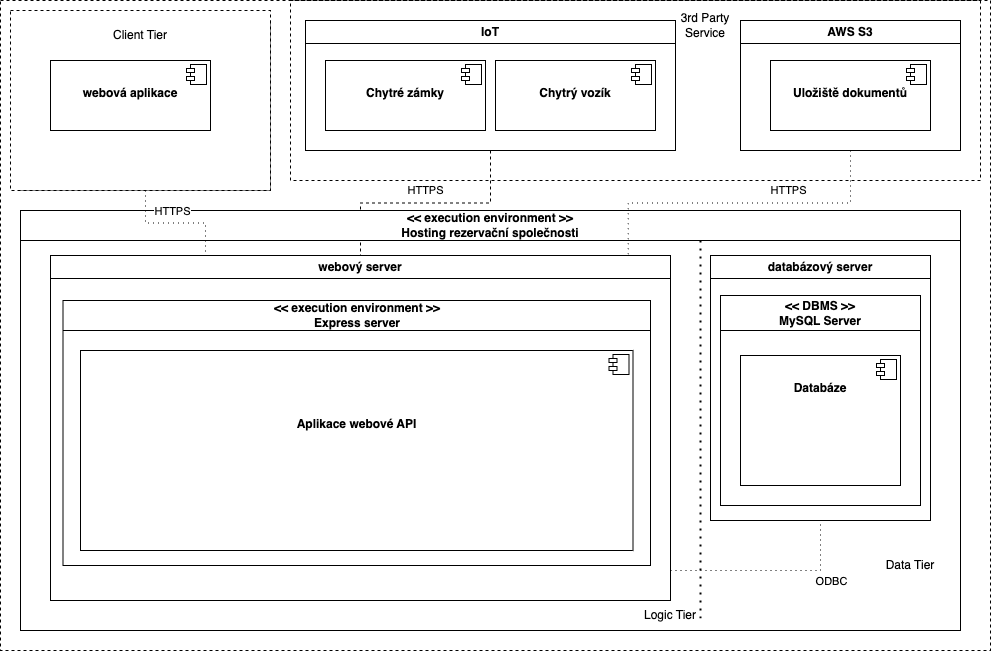 Client Tier
webová aplikace
IoT
Chytré zámky
Chytrý vozík
3rd Party
Service
AWS S3
Uložiště dokumentů
HTTPS
HTTPS
HTTPS
<< execution environment >>
Hosting rezervační společnosti
webový server
<< execution environment >>
Express server
Aplikace webové API
databázový server
<< DBMS >>
MySQL Server
Databáze
Data Tier
ODBC
Logic Tier